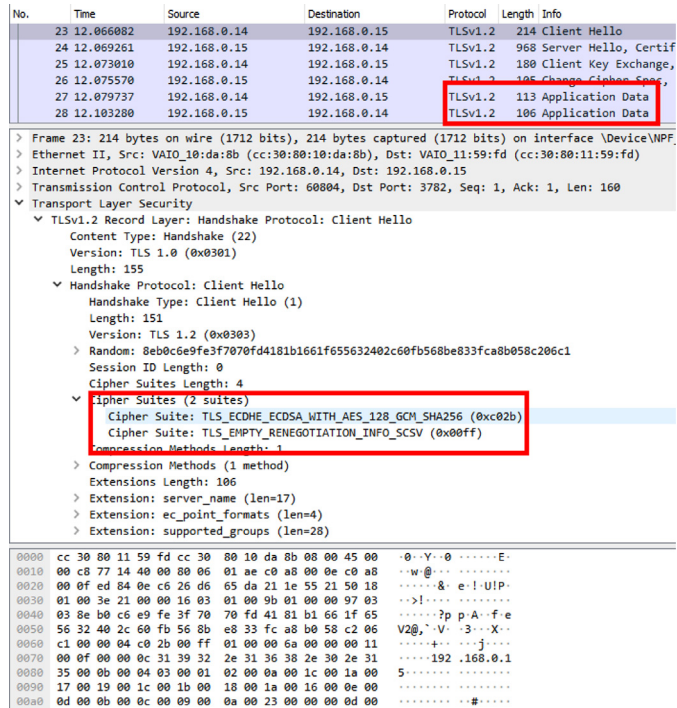 No. Time Source Destination Protocol Length Info
23 12.066082 192.168.0.14 192.168.0.15 TLSv1.2 214 Client Hello
24 12.069261 192.168.0.15 192.168.0.14 TLSv1.2 968 Server Hello, Certif
25 12.073010 192.168.0.14 192.168.0.15 TLSv1.2 180 Client Key Exchange,
26 12.075570 192.168.0.15 192.168.0.14 TLSv1.2 105 Change Cipher Spec,
27 12.079737 192.168.0.14 192.168.0.15 TLSv1.2 113 Application Data
28 12.103280 192.168.0.15 192.168.0.14 TLSv1.2 106 Application Data
> Frame 23: 214 bytes on wire (1712 bits), 214 bytes captured (1712 bits) on interface \Device\NPF_
> Ethernet II, Src: VAIO_10:da:8b (cc:30:80:10:da:8b), Dst: VAIO_11:59:fd (cc:30:80:11:59:fd)
> Internet Protocol Version 4, Src: 192.168.0.14, Dst: 192.168.0.15
> Transmission Control Protocol, Src Port: 60804, Dst Port: 3782, Seq: 1, Ack: 1, Len: 160
Transport Layer Security
TLSv1.2 Record Layer: Handshake Protocol: Client Hello
Content Type: Handshake (22)
Version: TLS 1.0 (0x0301)
Length: 155
Handshake Protocol: Client Hello
Handshake Type: Client Hello (1)
Length: 151
Version: TLS 1.2 (0x0303)
> Random: 8eb0c6e9fe3f7070fd4181b1661f655632402c60fb568be833fca8b058c206c1
Session ID Length: 0
Cipher Suites Length: 4
Cipher Suites (2 suites)
Cipher Suite: TLS_ECDHE_ECDSA_WITH_AES_128_GCM_SHA256 (0xc02b)
Cipher Suite: TLS_EMPTY_RENEGOTIATION_INFO_SCSV (0x00ff)
Compression Methods Length: 1
> Compression Methods (1 method)
Extensions Length: 106
> Extension: server_name (len=17)
> Extension: ec_point_formats (len=4)
> Extension: supported_groups (len=28)
0000 cc 30 80 11 59 fd cc 30 80 10 da 8b 08 00 45 00 ·0··Y··0 ······E·
0010 00 c8 77 14 40 00 80 06 01 ae c0 a8 00 0e c0 a8 ··w·@··· ········
0020 00 0f ed 84 0e c6 26 d6 65 da 21 1e 55 21 50 18 ······&· e·!·U!P·
0030 01 00 3e 21 00 00 16 03 01 00 9b 01 00 00 97 03 ··>!···· ········
0040 03 8e b0 c6 e9 fe 3f 70 70 fd 41 81 b1 66 1f 65 ······?p p·A··f·e
0050 56 32 40 2c 60 fb 56 8b e8 33 fc a8 b0 58 c2 06 V2@,`·V· ·3···X··
0060 c1 00 00 04 c0 2b 00 ff 01 00 00 6a 00 00 00 11 ·····+·· ···j····
0070 00 0f 00 00 0c 31 39 32 2e 31 36 38 2e 30 2e 31 ·····192 .168.0.1
0080 35 00 0b 00 04 03 00 01 02 00 0a 00 1c 00 1a 00 5······· ········
0090 17 00 19 00 1c 00 1b 00 18 00 1a 00 16 00 0e 00 ········ ········
00a0 0d 00 0b 00 0c 00 09 00 0a 00 23 00 00 00 0d 00 ········ ··#·····